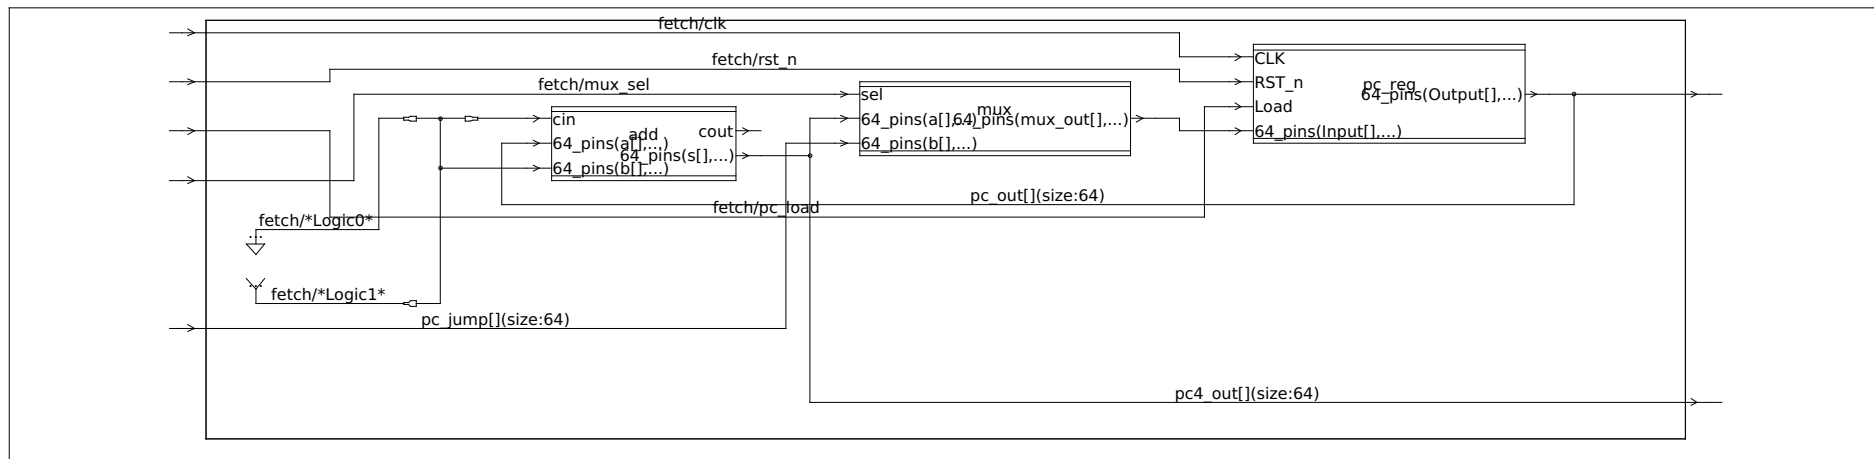 fetch/clk
fetch/rst_n
fetch/mux_sel
CLK
RST_n
Load
64_pins(Input[],...)
pc_reg
64_pins(Output[],...)
sel
64_pins(a[],...)
64_pins(b[],...)
mux
64_pins(mux_out[],...)
cin
64_pins(a[],...)
64_pins(b[],...)
add
cout
64_pins(s[],...)
pc_out[](size:64)
fetch/pc_load
fetch/*Logic0*
...
fetch/*Logic1*
pc_jump[](size:64)
pc4_out[](size:64)